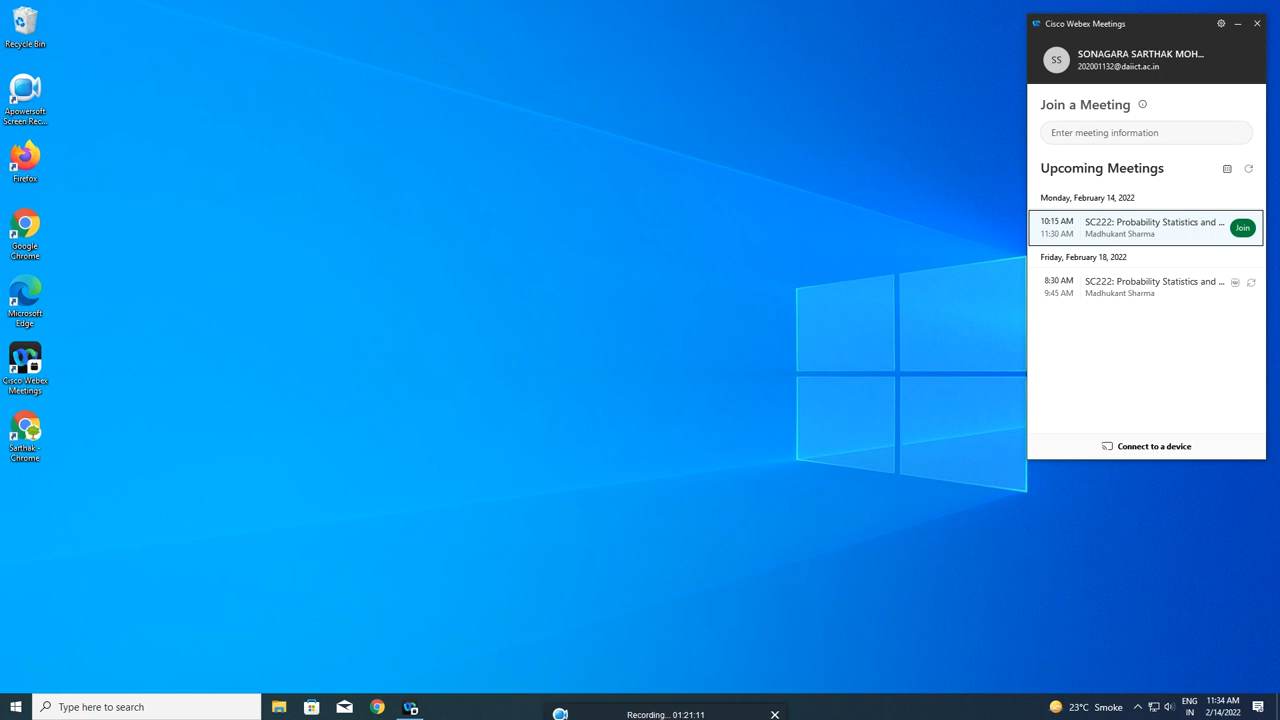 Recycle Bin
Apowersoft
Screen Rec...
Firefox
Google
Chrome
Microsoft
Edge
Cisco Webex
Meetings
Sarthak -
Chrome
Cisco Webex Meetings
SS
SONAGARA SARTHAK MOH...
202001132@daiict.ac.in
Join a Meeting
Enter meeting information
Upcoming Meetings
Monday, February 14, 2022
10:15 AM SC222: Probability Statistics and ...
11:30 AM Madhukant Sharma
Join
Friday, February 18, 2022
8:30 AM SC222: Probability Statistics and ...
9:45 AM Madhukant Sharma
Connect to a device
Type here to search
Recording... 01:21:11
23°C Smoke
ENG
IN
11:34 AM
2/14/2022